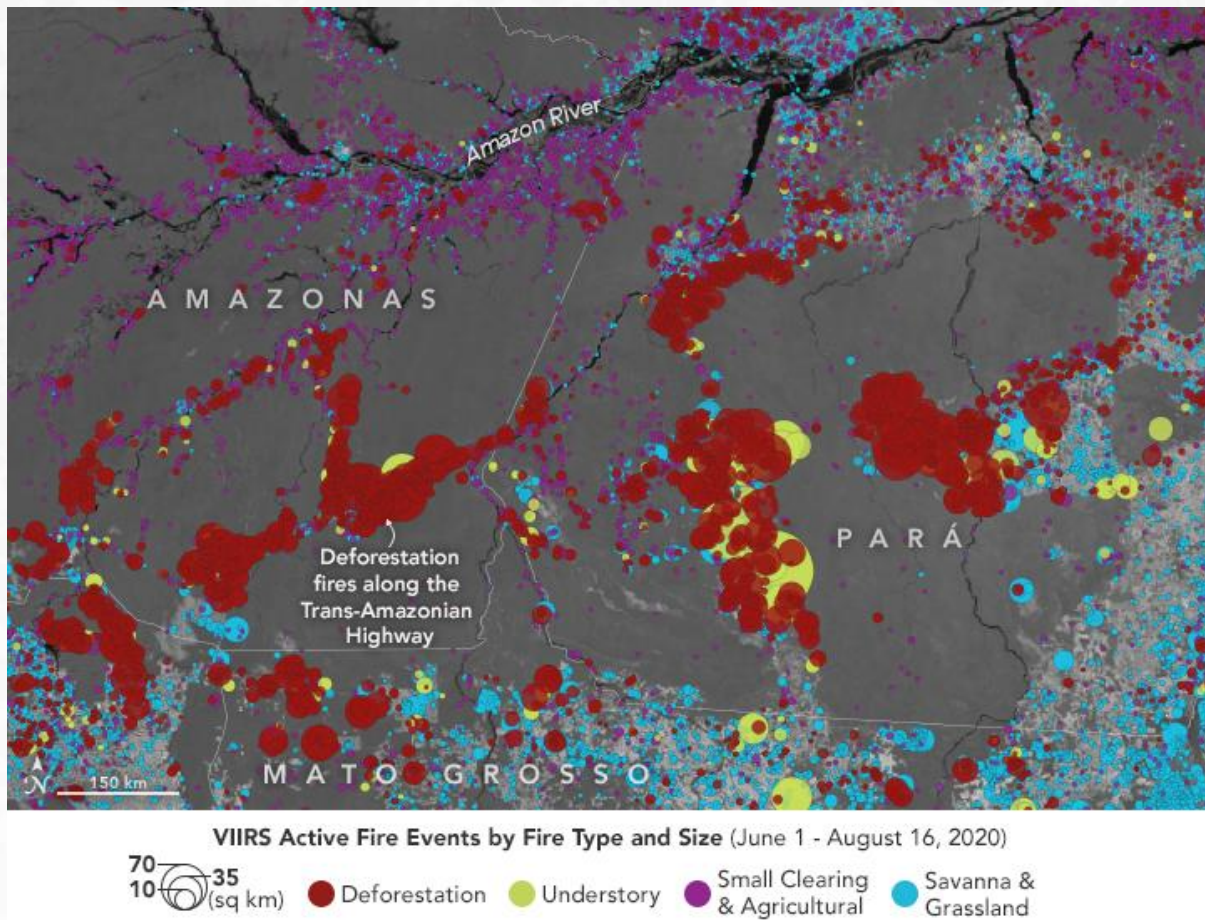 Amazon River
AMAZONAS
Deforestation
fires along the
Trans-Amazonian
Highway
PARÁ
N
150 km
MATO GROSSO
VIIRS Active Fire Events by Fire Type and Size (June 1 - August 16, 2020)
70
35
10
(sq km)
Deforestation
Understory
Small Clearing
& Agricultural
Savanna &
Grassland